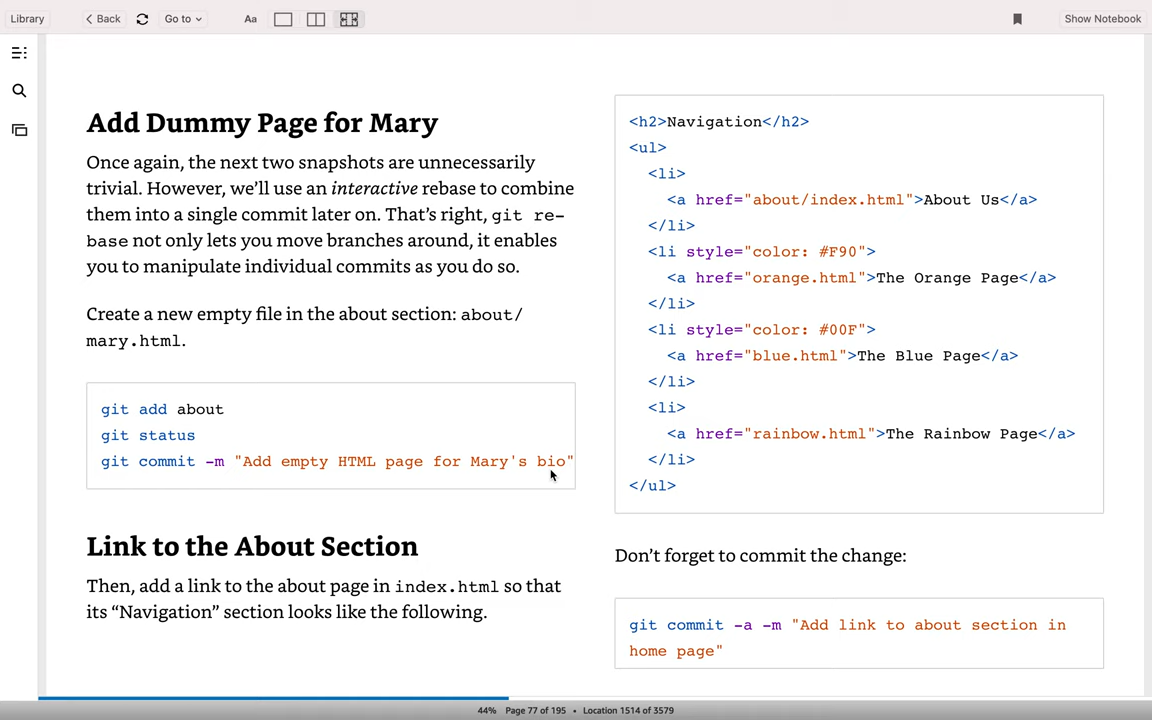 Library
Back
Go to
Aa
Show Notebook
Add Dummy Page for Mary
Once again, the next two snapshots are unnecessarily
trivial. However, we’ll use an interactive rebase to combine
them into a single commit later on. That’s right, git re-
base not only lets you move branches around, it enables
you to manipulate individual commits as you do so.
Create a new empty file in the about section: about/
mary.html.
git add about
git status
git commit -m "Add empty HTML page for Mary's bio"
Link to the About Section
Then, add a link to the about page in index.html so that
its “Navigation” section looks like the following.
<h2>Navigation</h2>
<ul>
<li>
<a href="about/index.html">About Us</a>
</li>
<li style="color: #F90">
<a href="orange.html">The Orange Page</a>
</li>
<li style="color: #00F">
<a href="blue.html">The Blue Page</a>
</li>
<li>
<a href="rainbow.html">The Rainbow Page</a>
</li>
</ul>
Don’t forget to commit the change:
git commit -a -m "Add link to about section in
home page"
44% Page 77 of 195 • Location 1514 of 3579